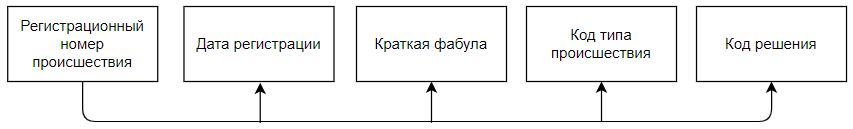 Регистрационный
номер
происшествия
Дата регистрации
Краткая фабула
Код типа
происшествия
Код решения